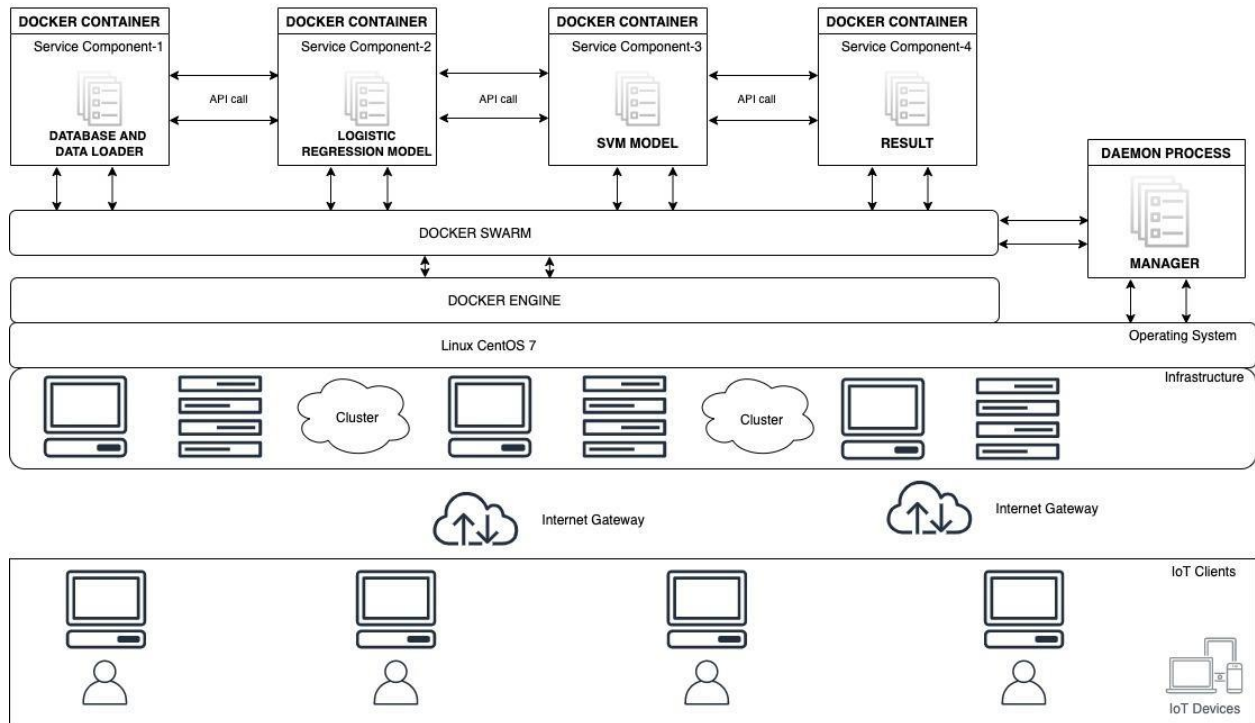 DOCKER CONTAINER
Service Component-1
DATABASE AND
DATA LOADER
API call
DOCKER CONTAINER
Service Component-2
LOGISTIC
REGRESSION MODEL
API call
DOCKER CONTAINER
Service Component-3
SVM MODEL
API call
DOCKER CONTAINER
Service Component-4
RESULT
DAEMON PROCESS
MANAGER
DOCKER SWARM
DOCKER ENGINE
Linux CentOS 7
Operating System
Infrastructure
Cluster
Cluster
Internet Gateway
Internet Gateway
IoT Clients
IoT Devices